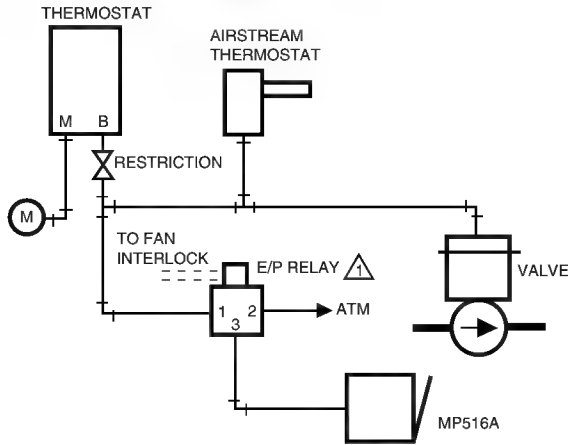 THERMOSTAT
AIRSTREAM
THERMOSTAT
M B
RESTRICTION
M
TO FAN
INTERLOCK
E/P RELAY 1
VALVE
1 2
3
ATM
MP516A